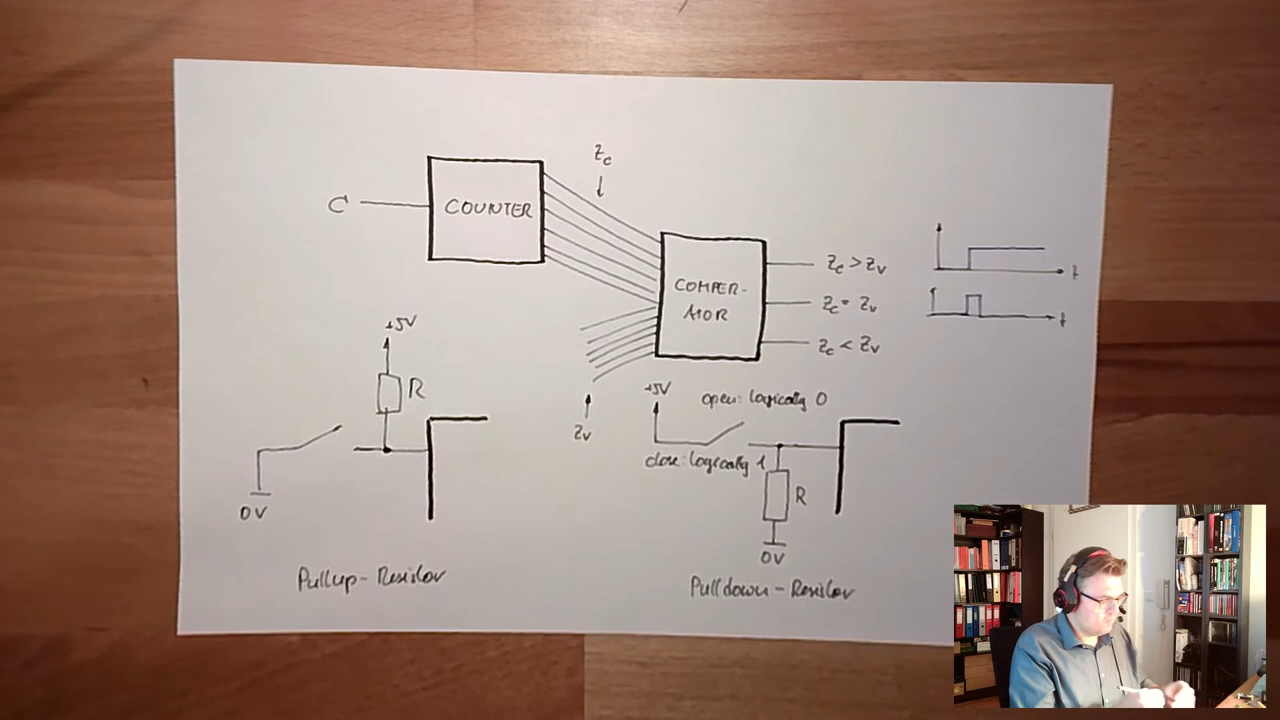 Zc
C
COUNTER
COMPER-
ATOR
Zc > Zv
Zc = Zv
Zc < Zv
t
t
Zv
+5V
R
0V
Pullup-Resistor
+5V
open: logically 0
close: logically 1
R
0V
Pulldown-Resistor